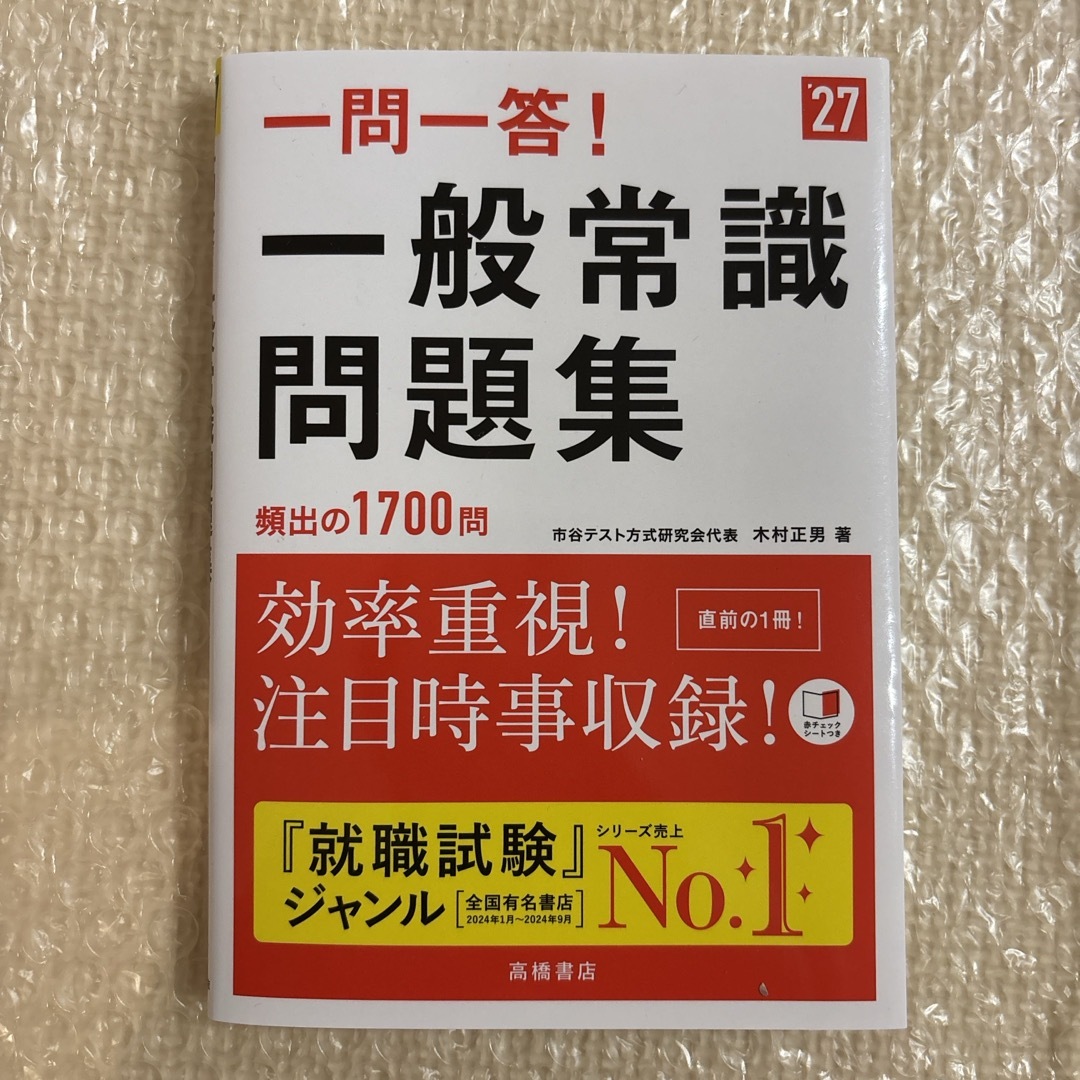 一問一答!
'27
一般常識
問題集
頻出の1700問
市谷テスト方式研究会代表 木村正男 著
効率重視!
直前の1冊!
注目時事収録!
赤チェック
シートつき
『就職試験』
ジャンル
[全国有名書店
2024年1月~2024年9月]
シリーズ売上
No.1
高橋書店